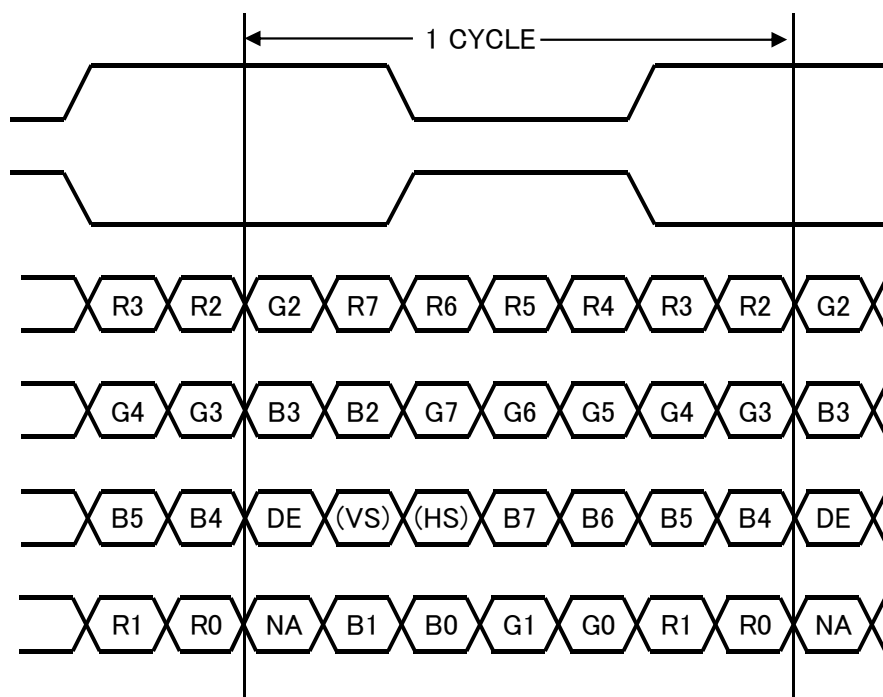 1 CYCLE
R3 R2 G2 R7 R6 R5 R4 R3 R2 G2
G4 G3 B3 B2 G7 G6 G5 G4 G3 B3
B5 B4 DE (VS) (HS) B7 B6 B5 B4 DE
R1 R0 NA B1 B0 G1 G0 R1 R0 NA